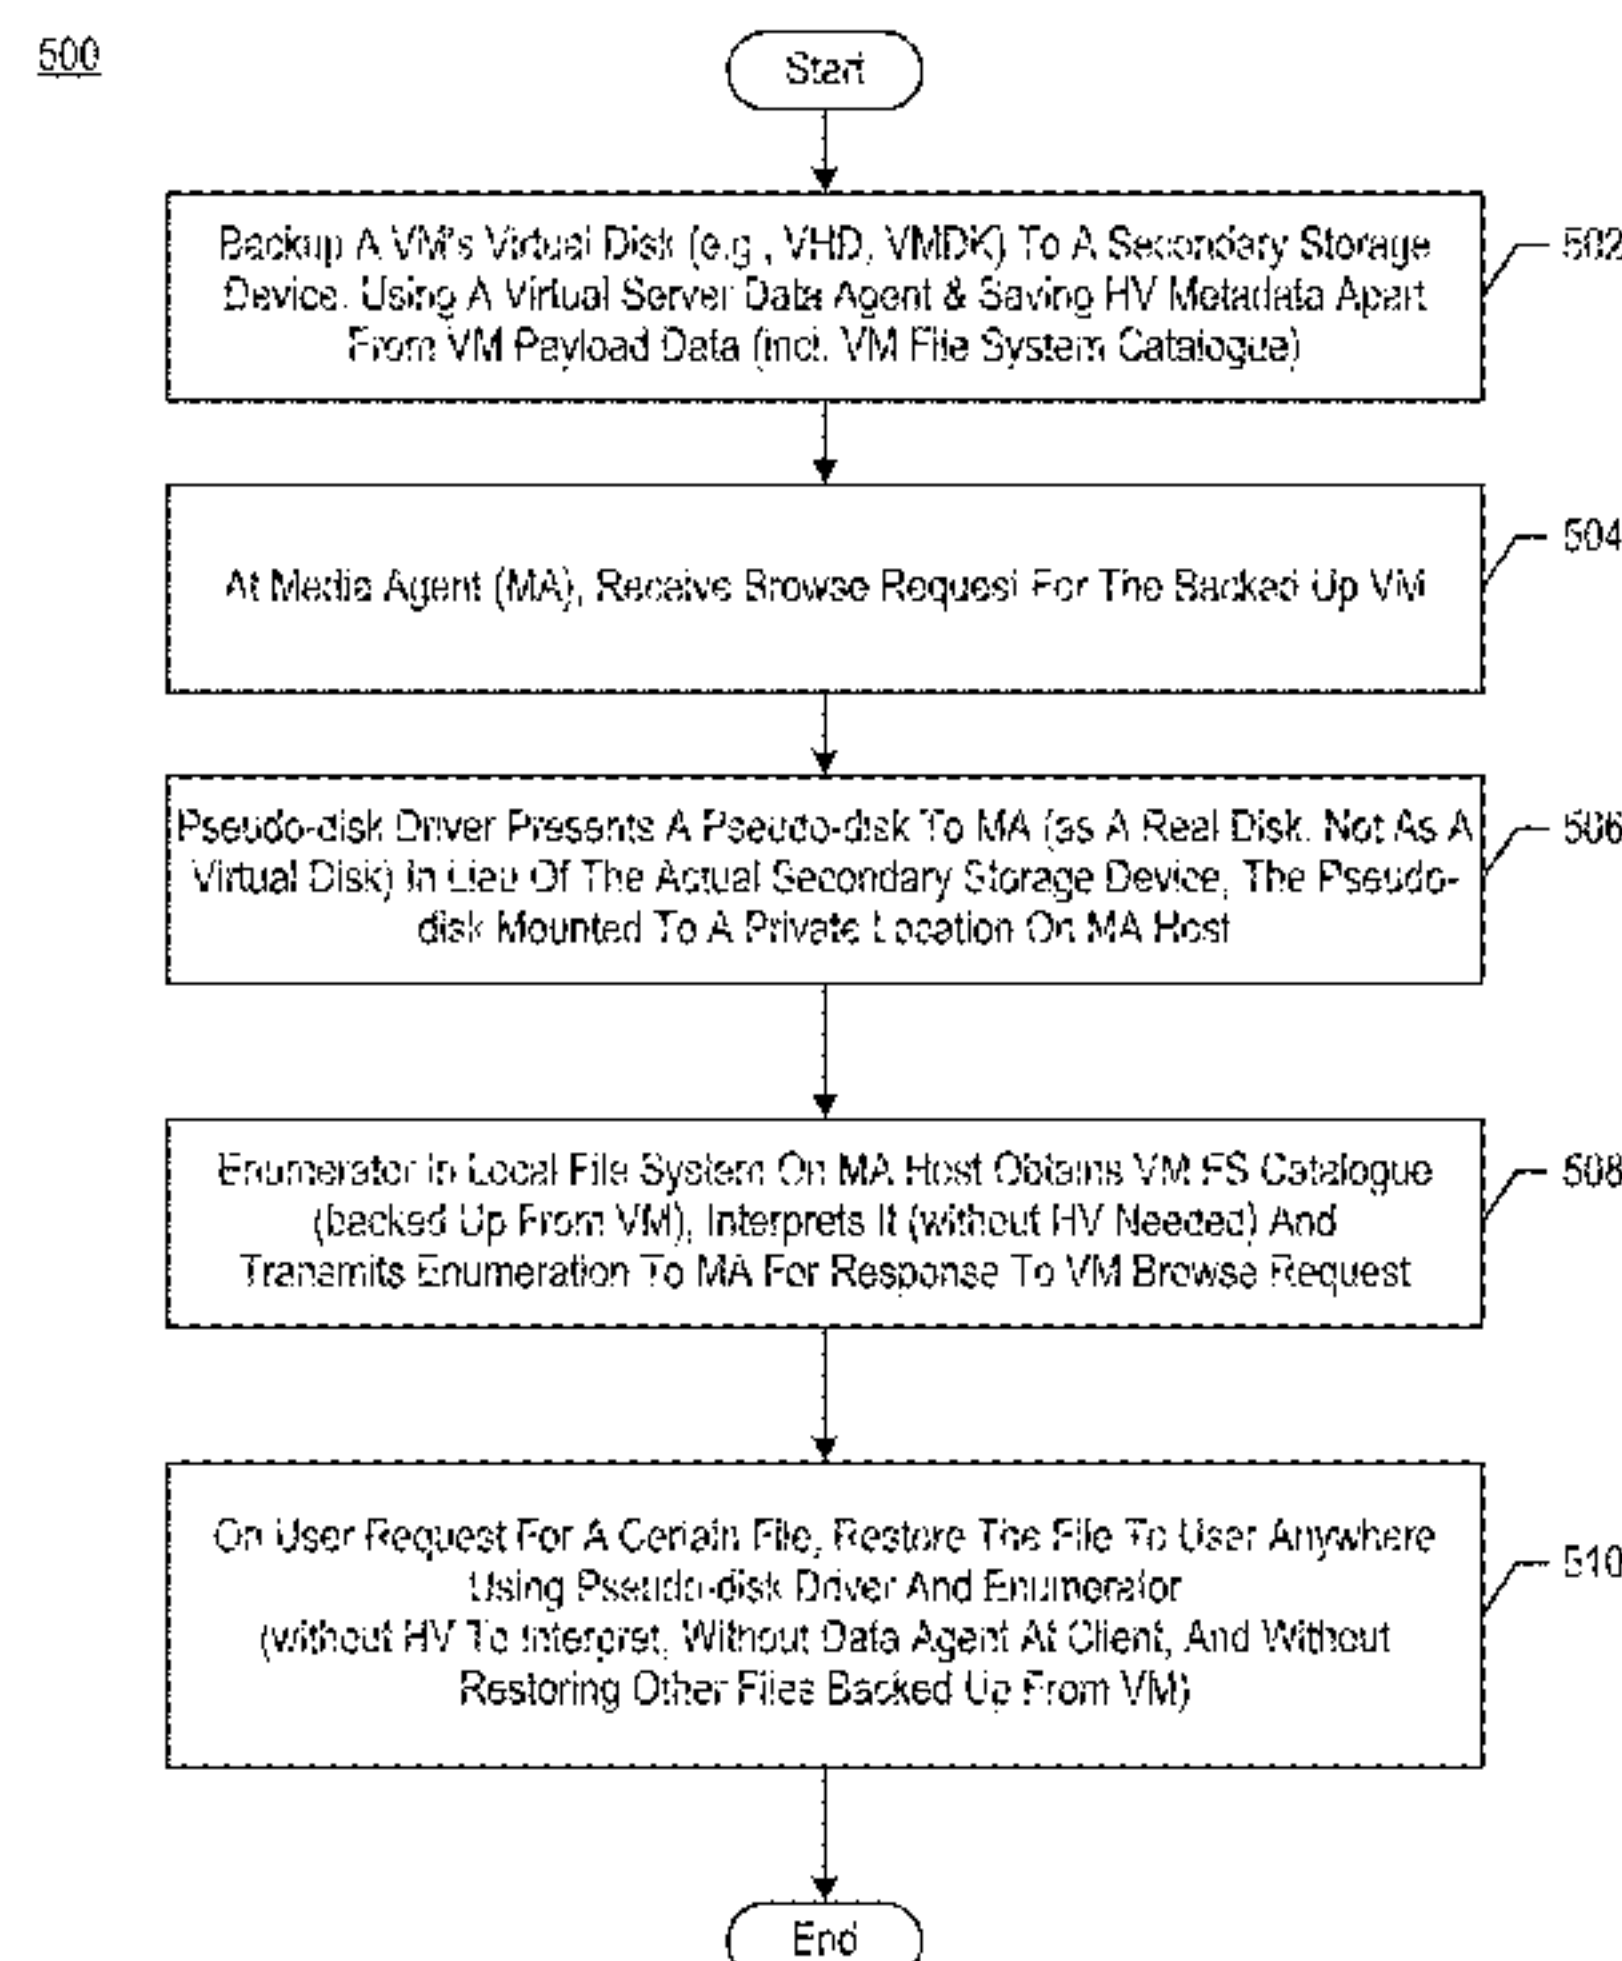 500
Start
Backup A VM's Virtual Disk (e.g., VHD, VMDK) To A Secondary Storage
Device, Using A Virtual Server Data Agent & Saving HV Metadata Apart
From VM Payload Data (incl. VM File System Catalogue)
502
At Media Agent (MA), Receive Browse Request For The Backed Up VM
504
Pseudo-disk Driver Presents A Pseudo-disk To MA (as A Real Disk, Not As A
Virtual Disk) In Lieu Of The Actual Secondary Storage Device, The Pseudo-
disk Mounted To A Private Location On MA Host
506
Enumerator In Local File System On MA Host Obtains VM FS Catalogue
(backed Up From VM), Interprets It (without HV Needed) And
Transmits Enumeration To MA For Response To VM Browse Request
508
On User Request For A Certain File, Restore The File To User Anywhere
Using Pseudo-disk Driver And Enumerator
(without HV To Interpret, Without Data Agent At Client, And Without
Restoring Other Files Backed Up From VM)
510
End